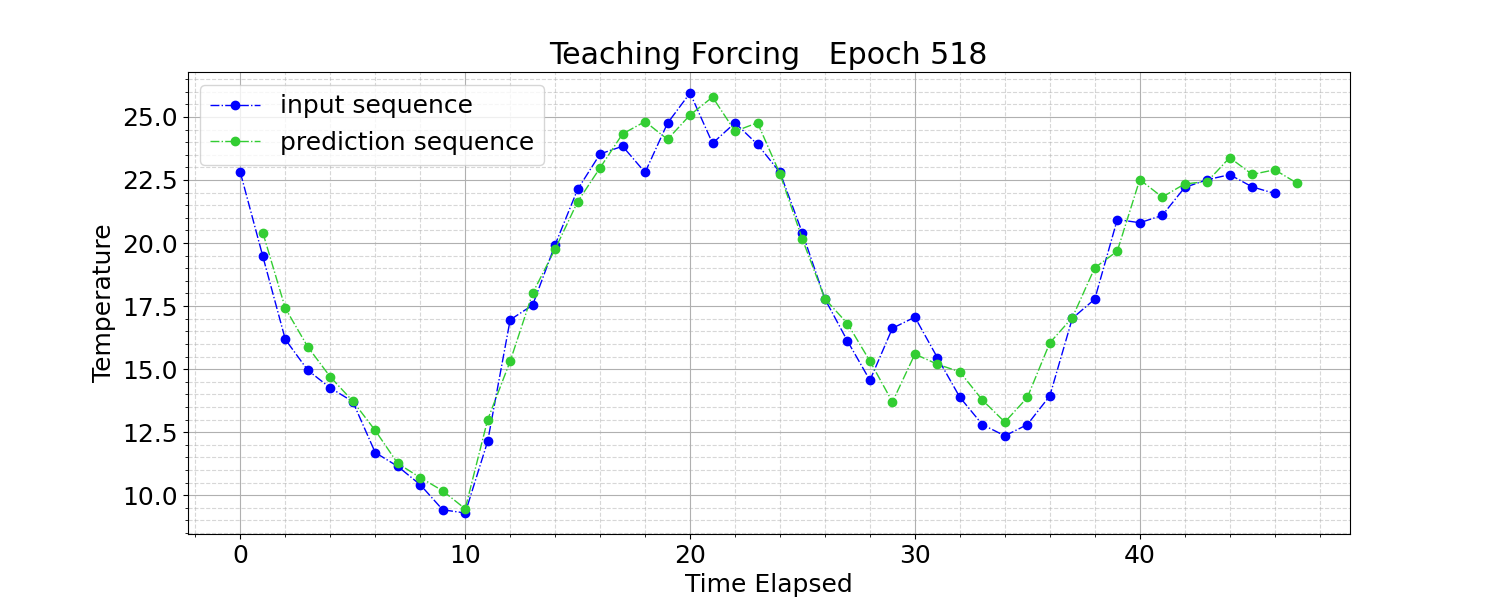 Teaching Forcing   Epoch 518
input sequence
prediction sequence
25.0
22.5
20.0
17.5
15.0
12.5
10.0
Temperature
0 10 20 30 40
Time Elapsed